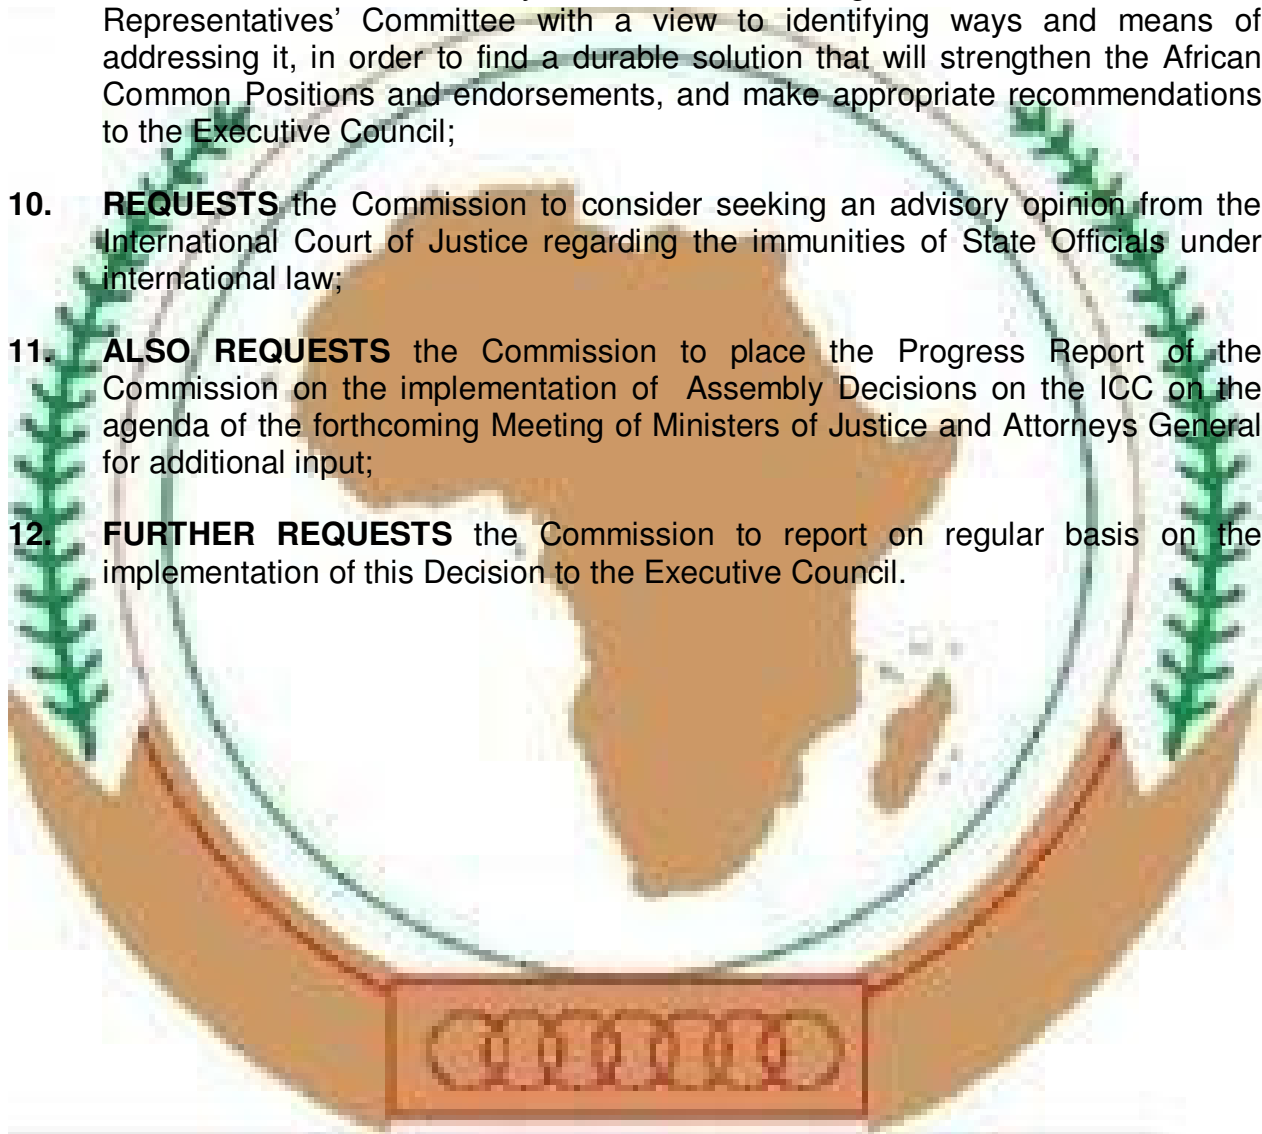 Representatives' Committee with a view to identifying ways and means of
addressing it, in order to find a durable solution that will strengthen the African
Common Positions and endorsements, and make appropriate recommendations
to the Executive Council;
10. REQUESTS the Commission to consider seeking an advisory opinion from the
International Court of Justice regarding the immunities of State Officials under
international law;
11. ALSO REQUESTS the Commission to place the Progress Report of the
Commission on the implementation of Assembly Decisions on the ICC on the
agenda of the forthcoming Meeting of Ministers of Justice and Attorneys General
for additional input;
12. FURTHER REQUESTS the Commission to report on regular basis on the
implementation of this Decision to the Executive Council.